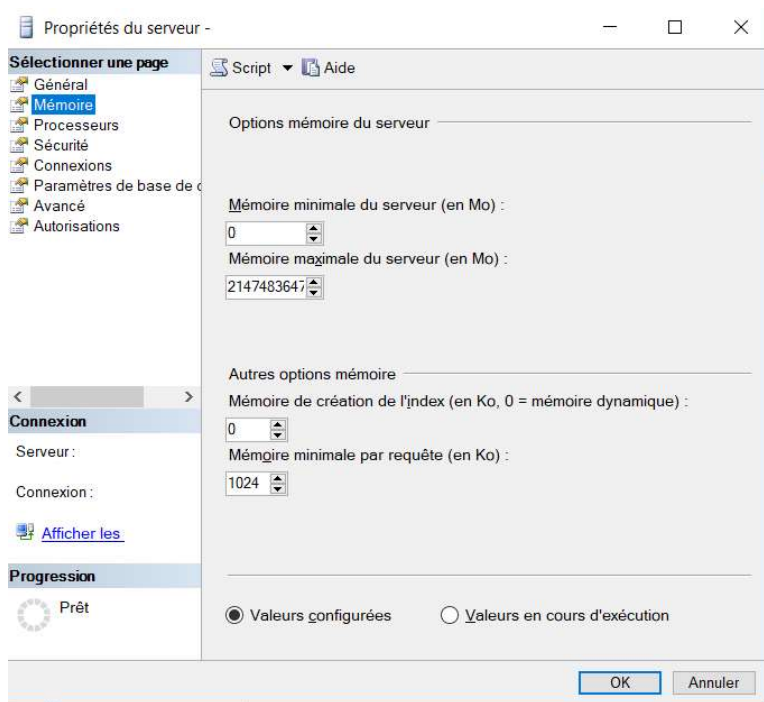 Propriétés du serveur -
Sélectionner une page
Général
Mémoire
Processeurs
Sécurité
Connexions
Paramètres de base de
Avancé
Autorisations
Connexion
Serveur :
Connexion :
Afficher les
Progression
Prêt
Script Aide
Options mémoire du serveur
Mémoire minimale du serveur (en Mo) :
0
Mémoire maximale du serveur (en Mo) :
2147483647
Autres options mémoire
Mémoire de création de l'index (en Ko, 0 = mémoire dynamique) :
0
Mémoire minimale par requête (en Ko) :
1024
Valeurs configurées Valeurs en cours d'exécution
OK Annuler